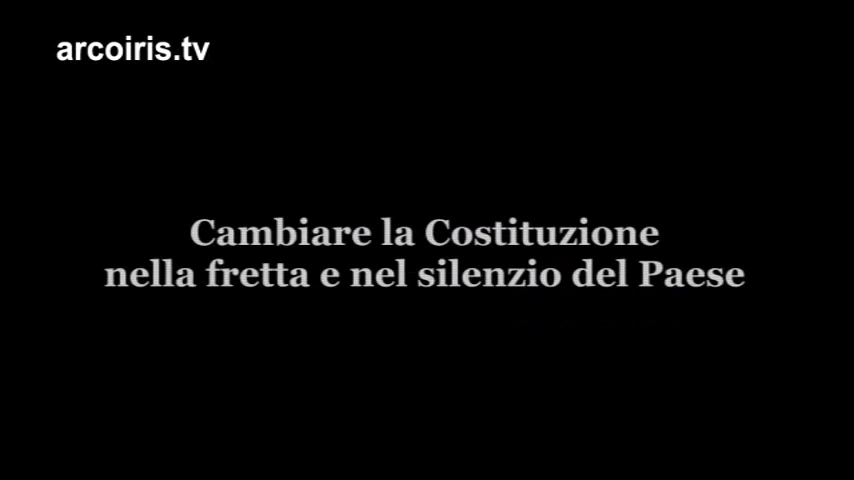 arcoiris.tv
Cambiare la Costituzione
nella fretta e nel silenzio del Paese